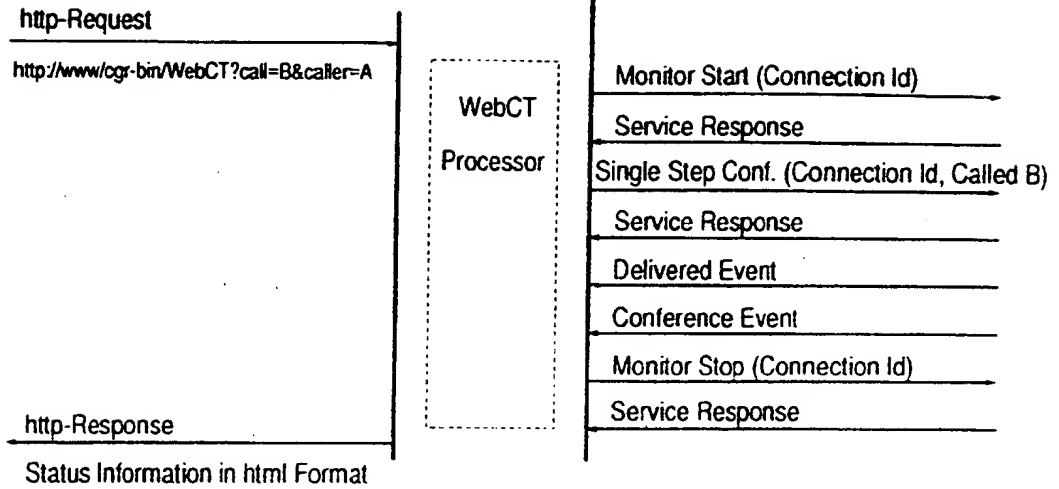 http-Request
http://www/cgr-bin/WebCT?call=B&caller=A
WebCT
Processor
Monitor Start (Connection Id)
Service Response
Single Step Conf. (Connection Id, Called B)
Service Response
Delivered Event
Conference Event
Monitor Stop (Connection Id)
Service Response
http-Response
Status Information in html Format